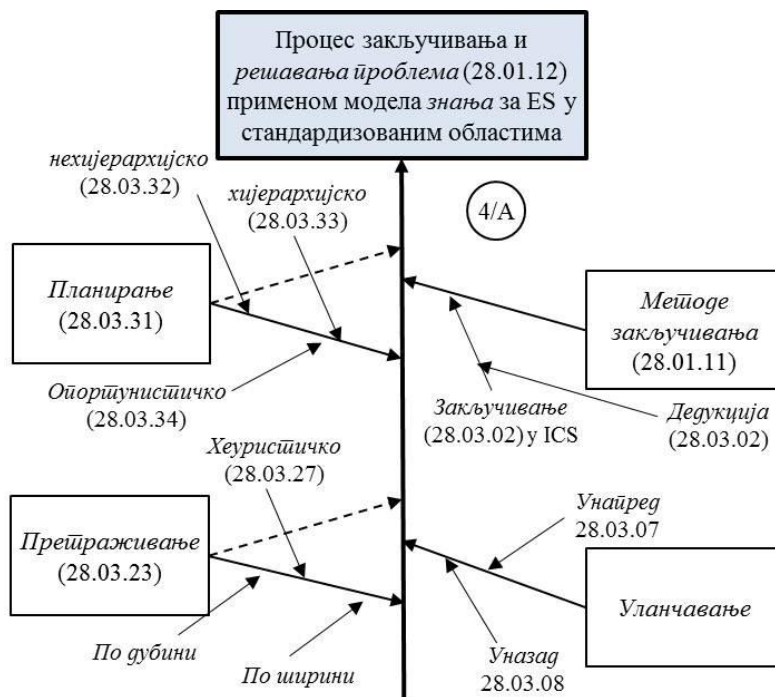 Процес закључивања и
решавања проблема (28.01.12)
применом модела знања за ES у
стандардизованим областима
нехијерархијско
(28.03.32)
хијерархијско
(28.03.33)
4/А
Планирање
(28.03.31)
Методе
закључивања
(28.01.11)
Опортунистичко
(28.03.34)
Закључивање
(28.03.02) у ICS
Дедукција
(28.03.02)
Хеуристичко
(28.03.27)
Унапред
28.03.07
Претраживање
(28.03.23)
Уланчавање
По дубини
По ширини
Уназад
28.03.08